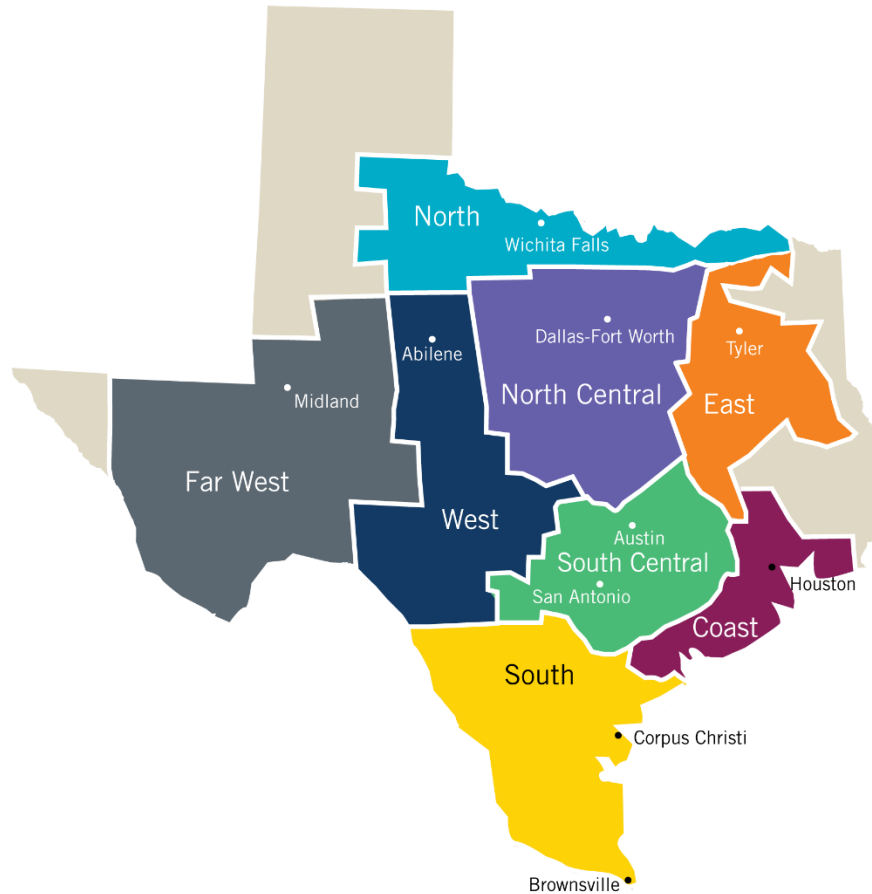 North
Wichita Falls
Dallas-Fort Worth
Abilene
Tyler
North Central
Midland
East
Far West
West
Austin
South Central
San Antonio
Houston
Coast
South
Corpus Christi
Brownsville